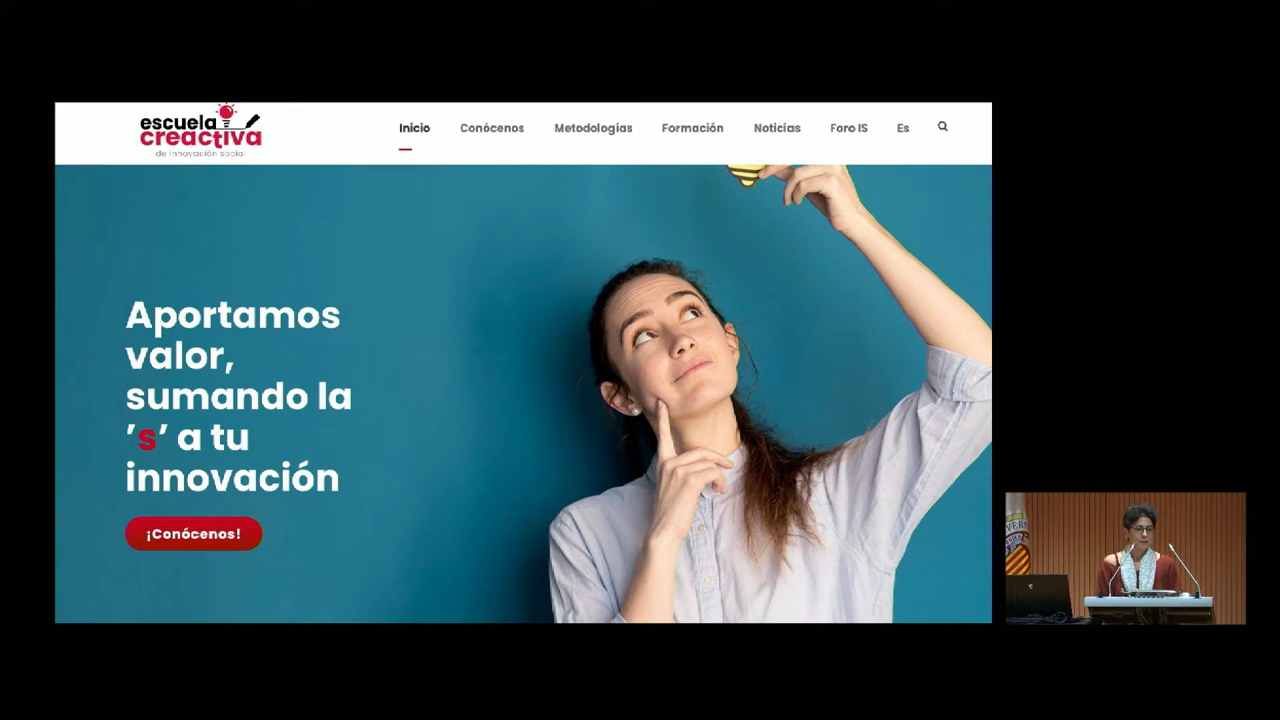 escuela
creactiva
de innovación social
Inicio
Conócenos
Metodologías
Formación
Noticias
Foro IS
Es
Aportamos
valor,
sumando la
’s’ a tu
innovación
¡Conócenos!